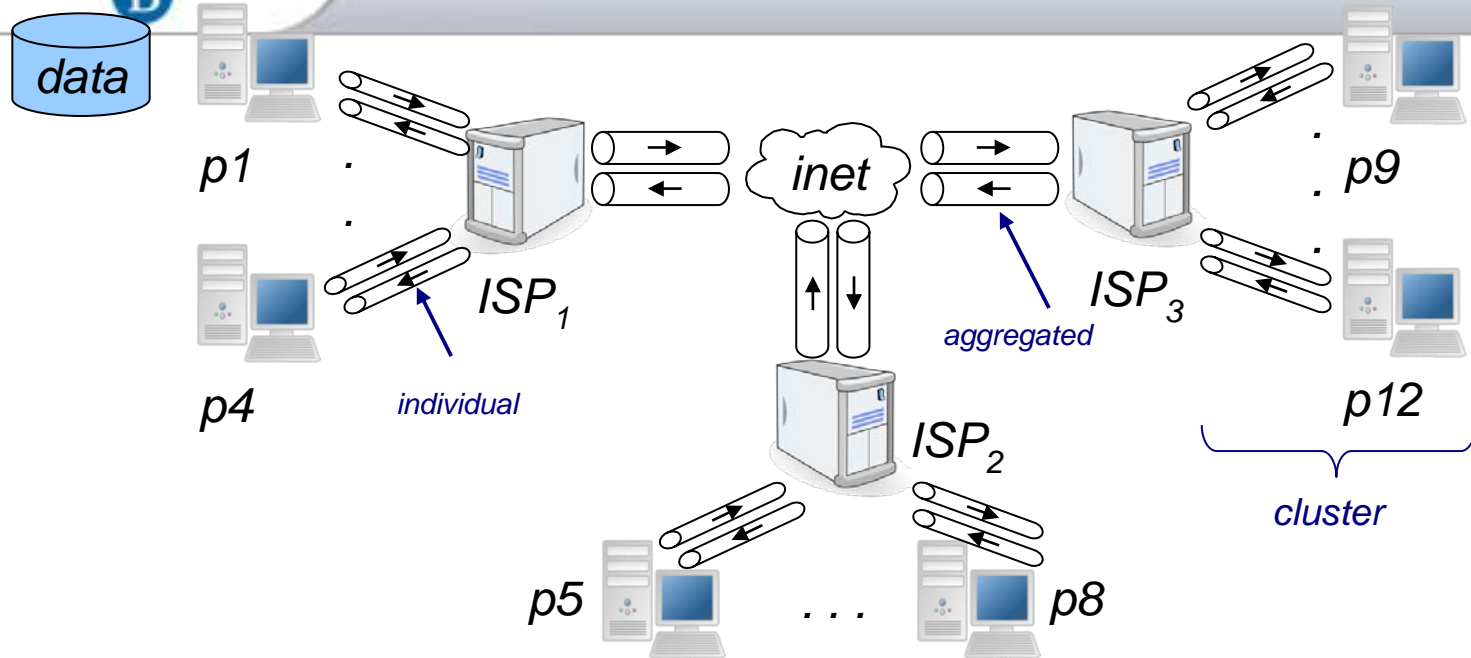 B
data
p1
.
.
p4
ISP1
individual
inet
aggregated
ISP3
.
.
.
p9
p12
cluster
ISP2
p5
. . .
p8